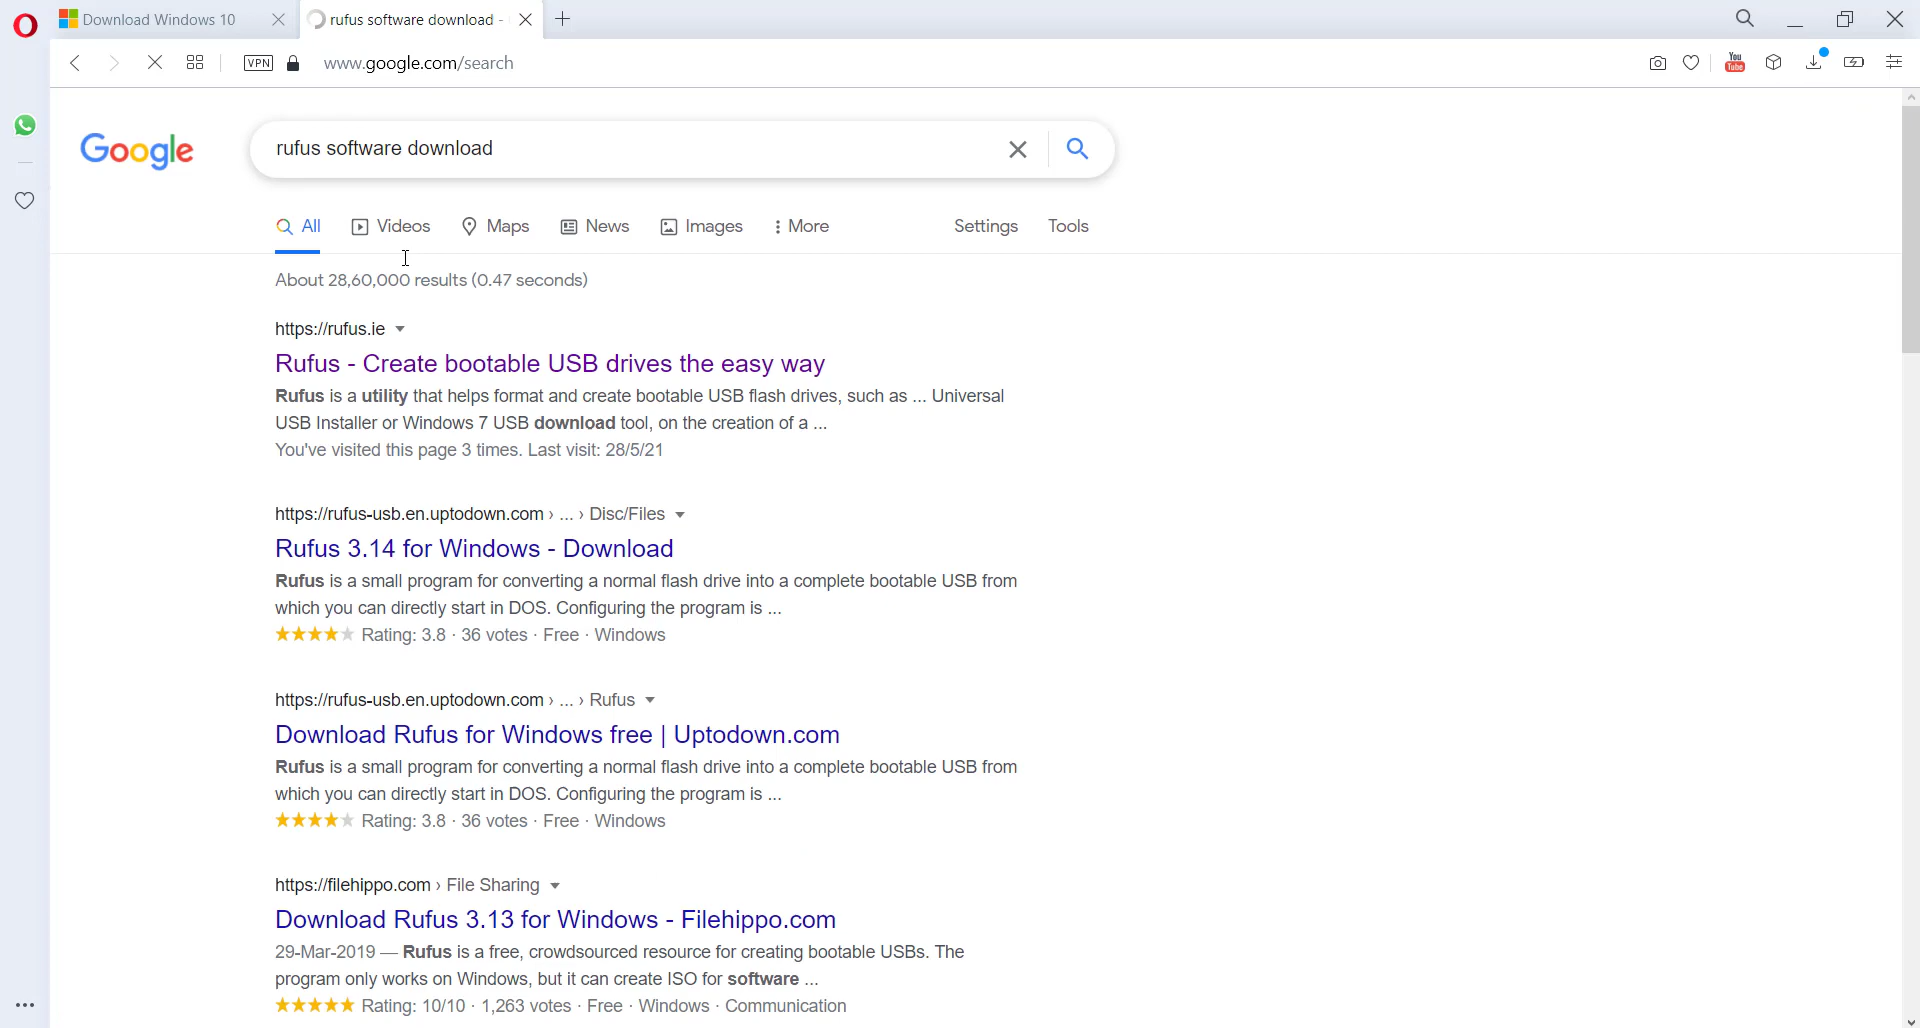 Download Windows 10
rufus software download -
VPN
www.google.com/search
You Tube
Google
rufus software download
All Videos Maps News Images More Settings Tools
About 28,60,000 results (0.47 seconds)
https://rufus.ie
Rufus - Create bootable USB drives the easy way
Rufus is a utility that helps format and create bootable USB flash drives, such as ... Universal
USB Installer or Windows 7 USB download tool, on the creation of a ...
You've visited this page 3 times. Last visit: 28/5/21
https://rufus-usb.en.uptodown.com › ... › Disc/Files
Rufus 3.14 for Windows - Download
Rufus is a small program for converting a normal flash drive into a complete bootable USB from
which you can directly start in DOS. Configuring the program is ...
Rating: 3.8 · 36 votes · Free · Windows
https://rufus-usb.en.uptodown.com › ... › Rufus
Download Rufus for Windows free | Uptodown.com
Rufus is a small program for converting a normal flash drive into a complete bootable USB from
which you can directly start in DOS. Configuring the program is ...
Rating: 3.8 · 36 votes · Free · Windows
https://filehippo.com › File Sharing
Download Rufus 3.13 for Windows - Filehippo.com
29-Mar-2019 — Rufus is a free, crowdsourced resource for creating bootable USBs. The
program only works on Windows, but it can create ISO for software ...
Rating: 10/10 · 1,263 votes · Free · Windows · Communication